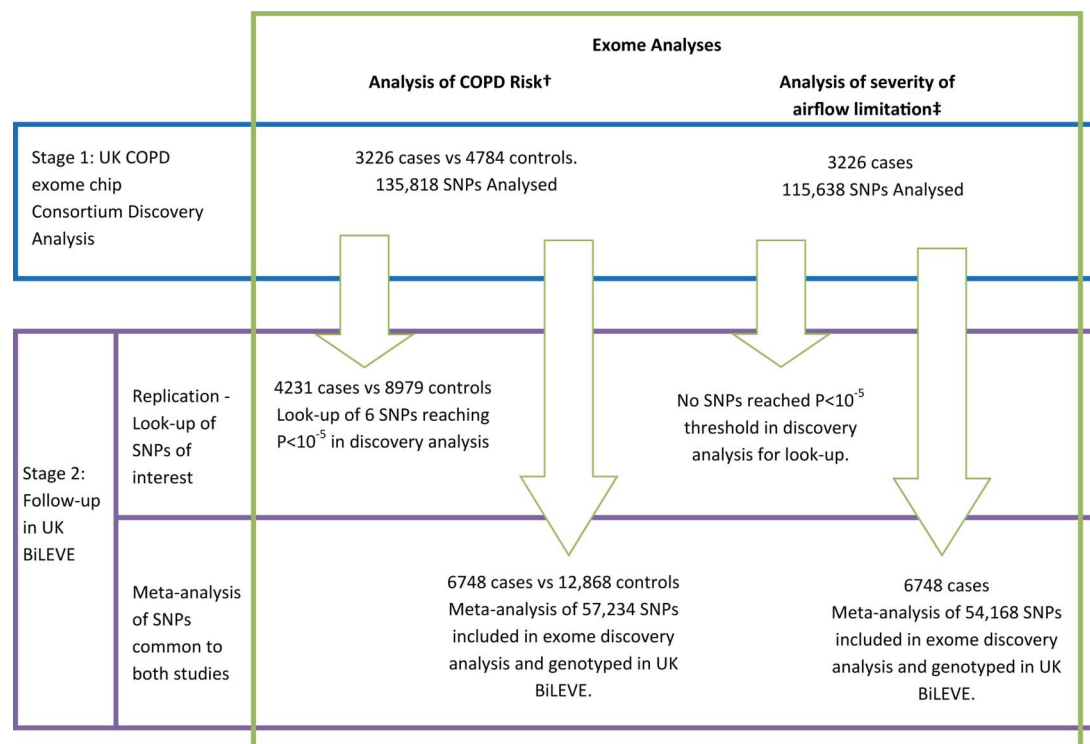 Exome Analyses
Analysis of COPD Risk†
Analysis of severity of
airflow limitation‡
Stage 1: UK COPD
exome chip
Consortium Discovery
Analysis
3226 cases vs 4784 controls.
135,818 SNPs Analysed
3226 cases
115,638 SNPs Analysed
Stage 2:
Follow-up
in UK
BiLEVE
Replication -
Look-up of
SNPs of
interest
4231 cases vs 8979 controls
Look-up of 6 SNPs reaching
P<10⁻⁵ in discovery analysis
No SNPs reached P<10⁻⁵
threshold in discovery
analysis for look-up.
Meta-analysis
of SNPs
common to
both studies
6748 cases vs 12,868 controls
Meta-analysis of 57,234 SNPs
included in exome discovery
analysis and genotyped in UK
BiLEVE.
6748 cases
Meta-analysis of 54,168 SNPs
included in exome discovery
analysis and genotyped in UK
BiLEVE.